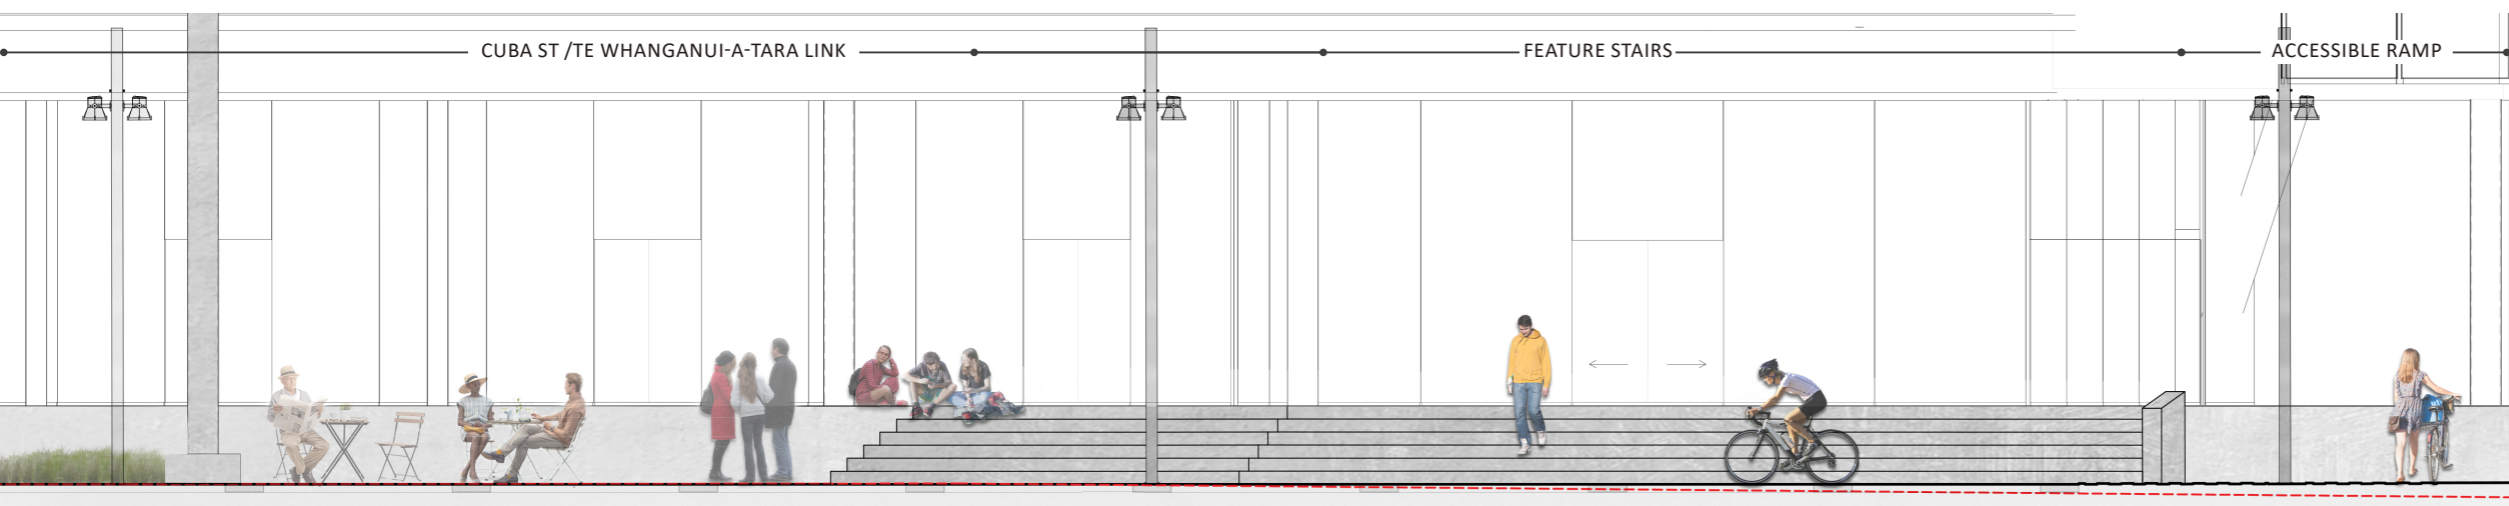 CUBA ST /TE WHANGANUI-A-TARA LINK
FEATURE STAIRS
ACCESSIBLE RAMP